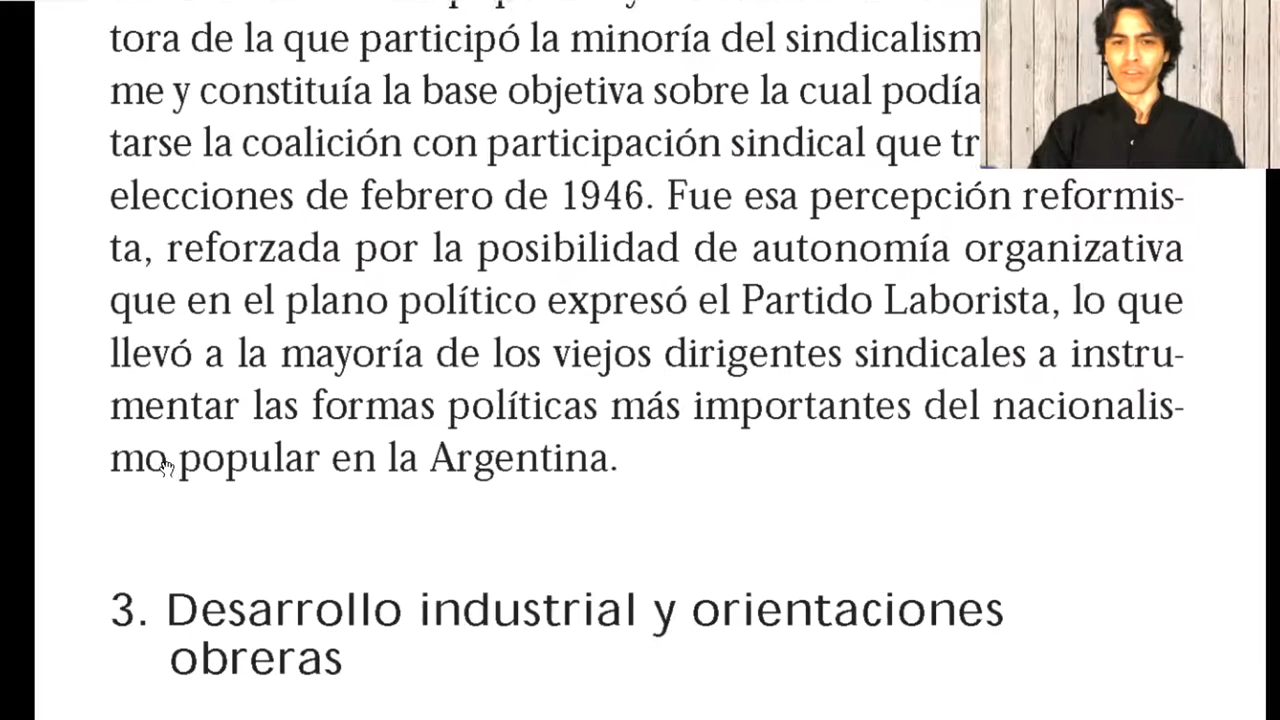 tora de la que participó la minoría del sindicalism
me y constituía la base objetiva sobre la cual podía
tarse la coalición con participación sindical que tr
elecciones de febrero de 1946. Fue esa percepción reformis-
ta, reforzada por la posibilidad de autonomía organizativa
que en el plano político expresó el Partido Laborista, lo que
llevó a la mayoría de los viejos dirigentes sindicales a instru-
mentar las formas políticas más importantes del nacionalis-
mo popular en la Argentina.
3. Desarrollo industrial y orientaciones
obreras